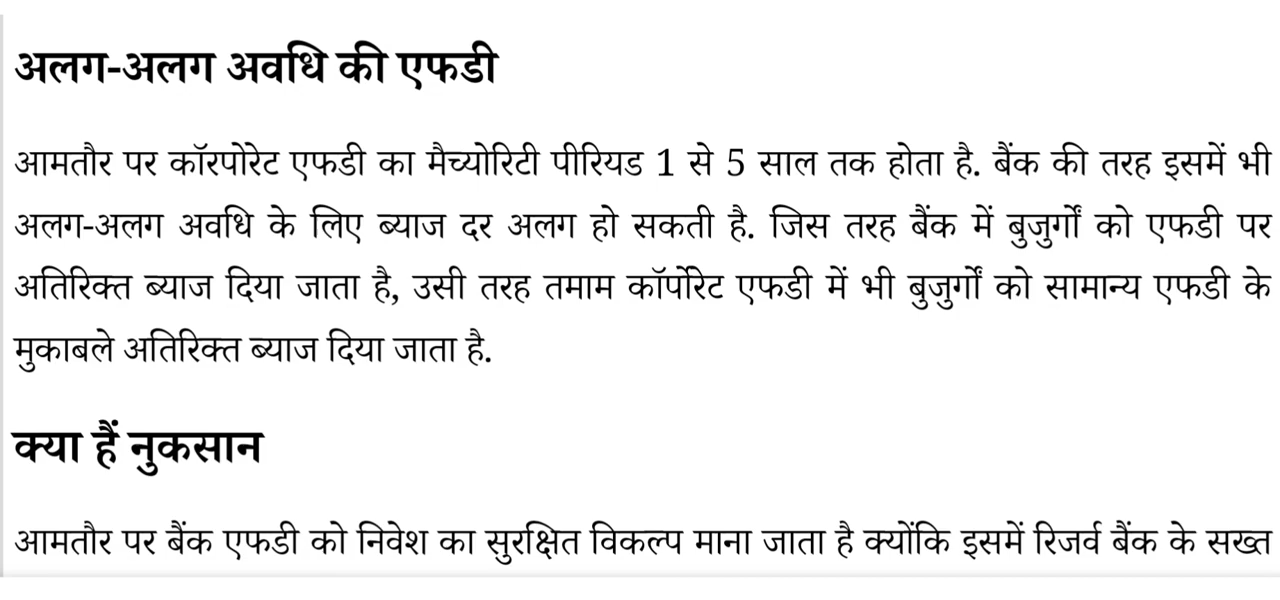 अलग-अलग अवधि की एफडी
आमतौर पर कॉरपोरेट एफडी का मैच्योरिटी पीरियड 1 से 5 साल तक होता है. बैंक की तरह इसमें भी
अलग-अलग अवधि के लिए ब्याज दर अलग हो सकती है. जिस तरह बैंक में बुजुर्गों को एफडी पर
अतिरिक्त ब्याज दिया जाता है, उसी तरह तमाम कॉर्पोरेट एफडी में भी बुजुर्गों को सामान्य एफडी के
मुकाबले अतिरिक्त ब्याज दिया जाता है.
क्या हैं नुकसान
आमतौर पर बैंक एफडी को निवेश का सुरक्षित विकल्प माना जाता है क्योंकि इसमें रिजर्व बैंक के सख्त